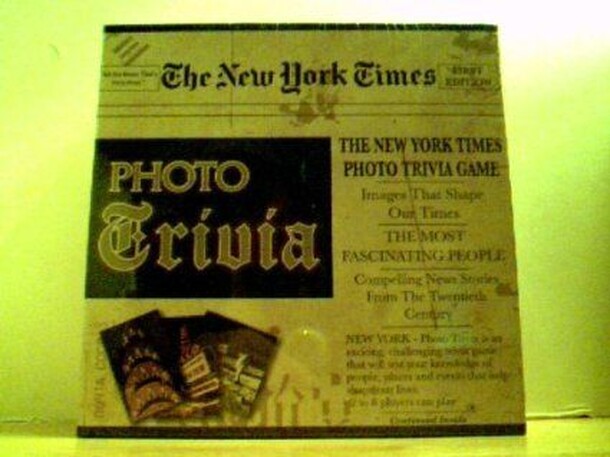 The New York Times
FIRST
EDITION
PHOTO
Trivia
THE NEW YORK TIMES
PHOTO TRIVIA GAME
Images That Shape
Our Times
THE MOST
FASCINATING PEOPLE
Compelling News Stories
From The Twentieth
Century
NEW YORK - Photo Trivia is an
exciting, challenging trivia game
that will test your knowledge of
people, places and events that help
shape our lives.
players can play
Continued Inside